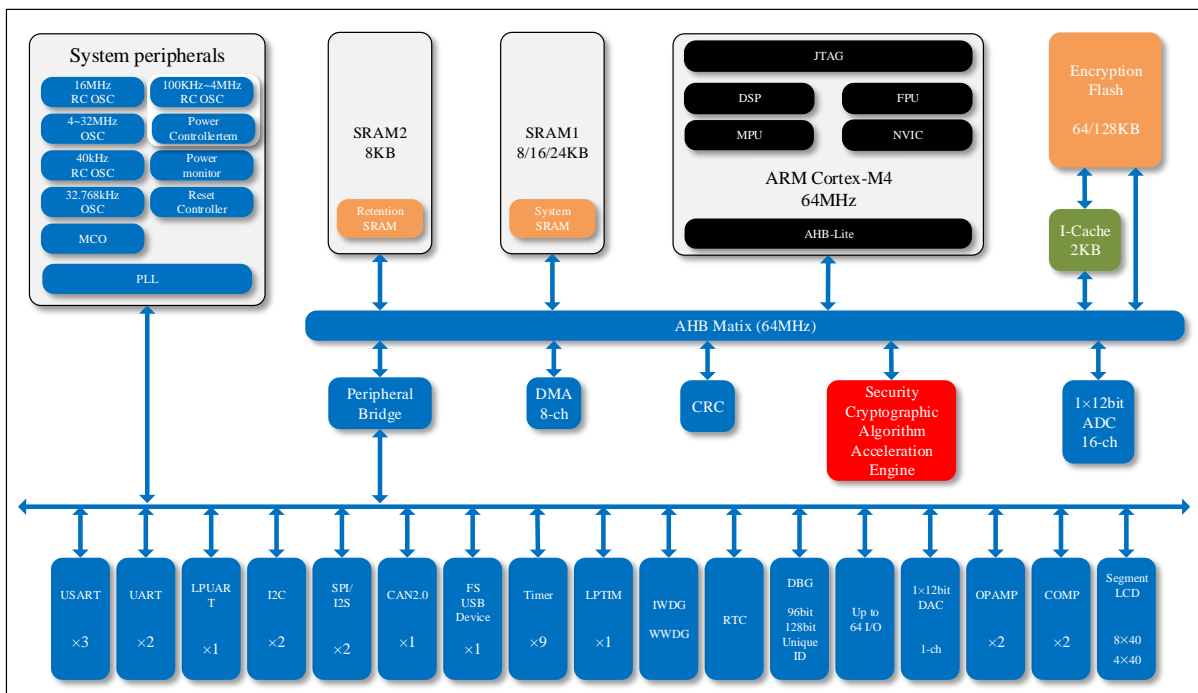 System peripherals
16MHz
RC OSC
100KHz~4MHz
RC OSC
4~32MHz
OSC
Power
Controllertem
40kHz
RC OSC
Power
monitor
32.768kHz
OSC
Reset
Controller
MCO
PLL
SRAM2
8KB
Retention
SRAM
SRAM1
8/16/24KB
System
SRAM
JTAG
DSP
FPU
MPU
NVIC
ARM Cortex-M4
64MHz
AHB-Lite
Encryption
Flash
64/128KB
I-Cache
2KB
AHB Matix (64MHz)
Peripheral
Bridge
DMA
8-ch
CRC
Security
Cryptographic
Algorithm
Acceleration
Engine
1×12bit
ADC
16-ch
USART
×3
UART
×2
LPUAR
T
×1
I2C
×2
SPI/
I2S
×2
CAN2.0
×1
FS
USB
Device
×1
Timer
×9
LPTIM
×1
IWDG
WWDG
RTC
DBG
96bit
128bit
Unique
ID
Up to
64 I/O
1×12bit
DAC
1-ch
OPAMP
×2
COMP
×2
Segment
LCD
8×40
4×40